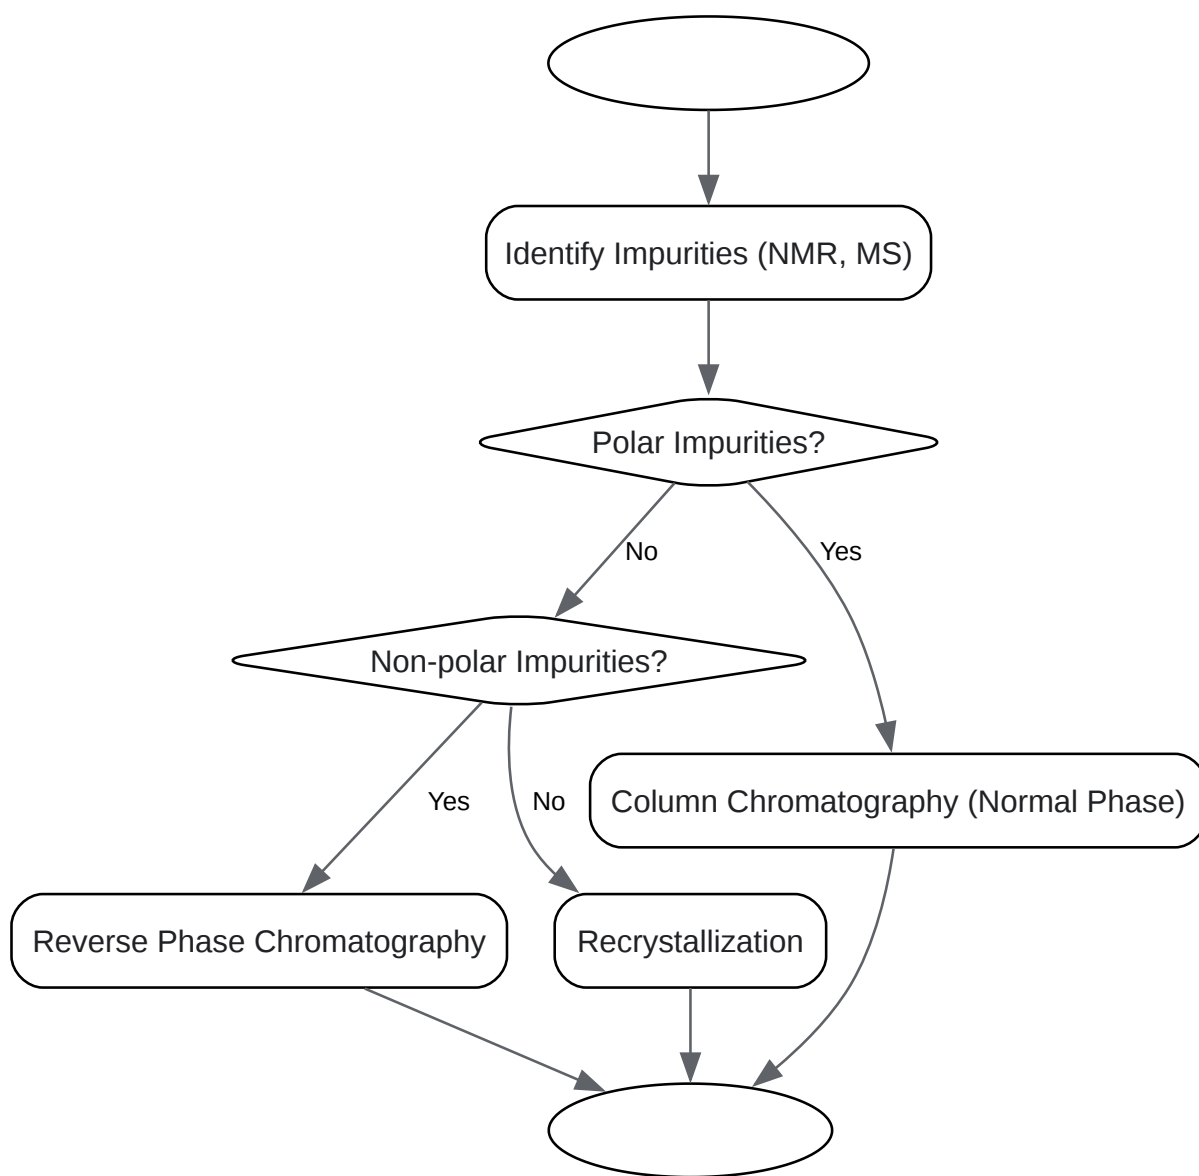 Identify Impurities (NMR, MS)
Polar Impurities?
No
Yes
Non-polar Impurities?
Yes
No
Column Chromatography (Normal Phase)
Reverse Phase Chromatography
Recrystallization